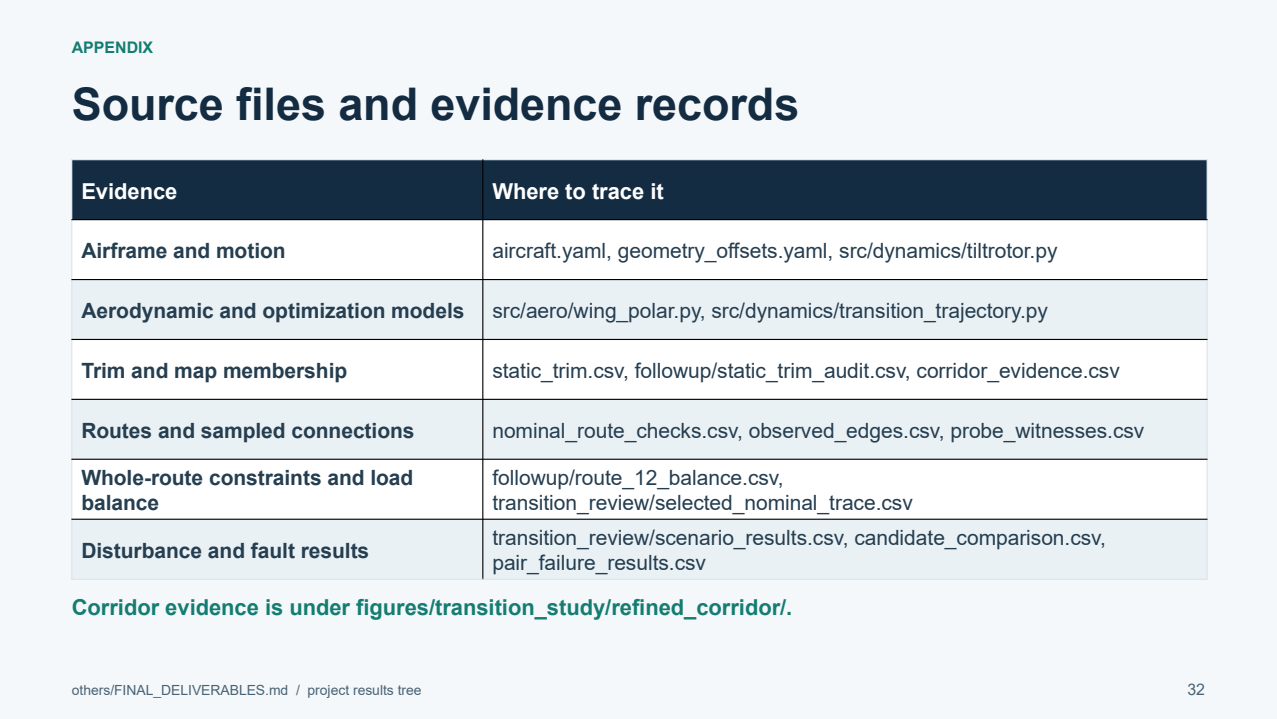 APPENDIX
Source files and evidence records
Evidence
Where to trace it
Airframe and motion
aircraft.yaml, geometry_offsets.yaml, src/dynamics/tiltrotor.py
Aerodynamic and optimization models
src/aero/wing_polar.py, src/dynamics/transition_trajectory.py
Trim and map membership
static_trim.csv, followup/static_trim_audit.csv, corridor_evidence.csv
Routes and sampled connections
nominal_route_checks.csv, observed_edges.csv, probe_witnesses.csv
Whole-route constraints and load
balance
followup/route_12_balance.csv,
transition_review/selected_nominal_trace.csv
Disturbance and fault results
transition_review/scenario_results.csv, candidate_comparison.csv,
pair_failure_results.csv
Corridor evidence is under figures/transition_study/refined_corridor/.
others/FINAL_DELIVERABLES.md / project results tree
32